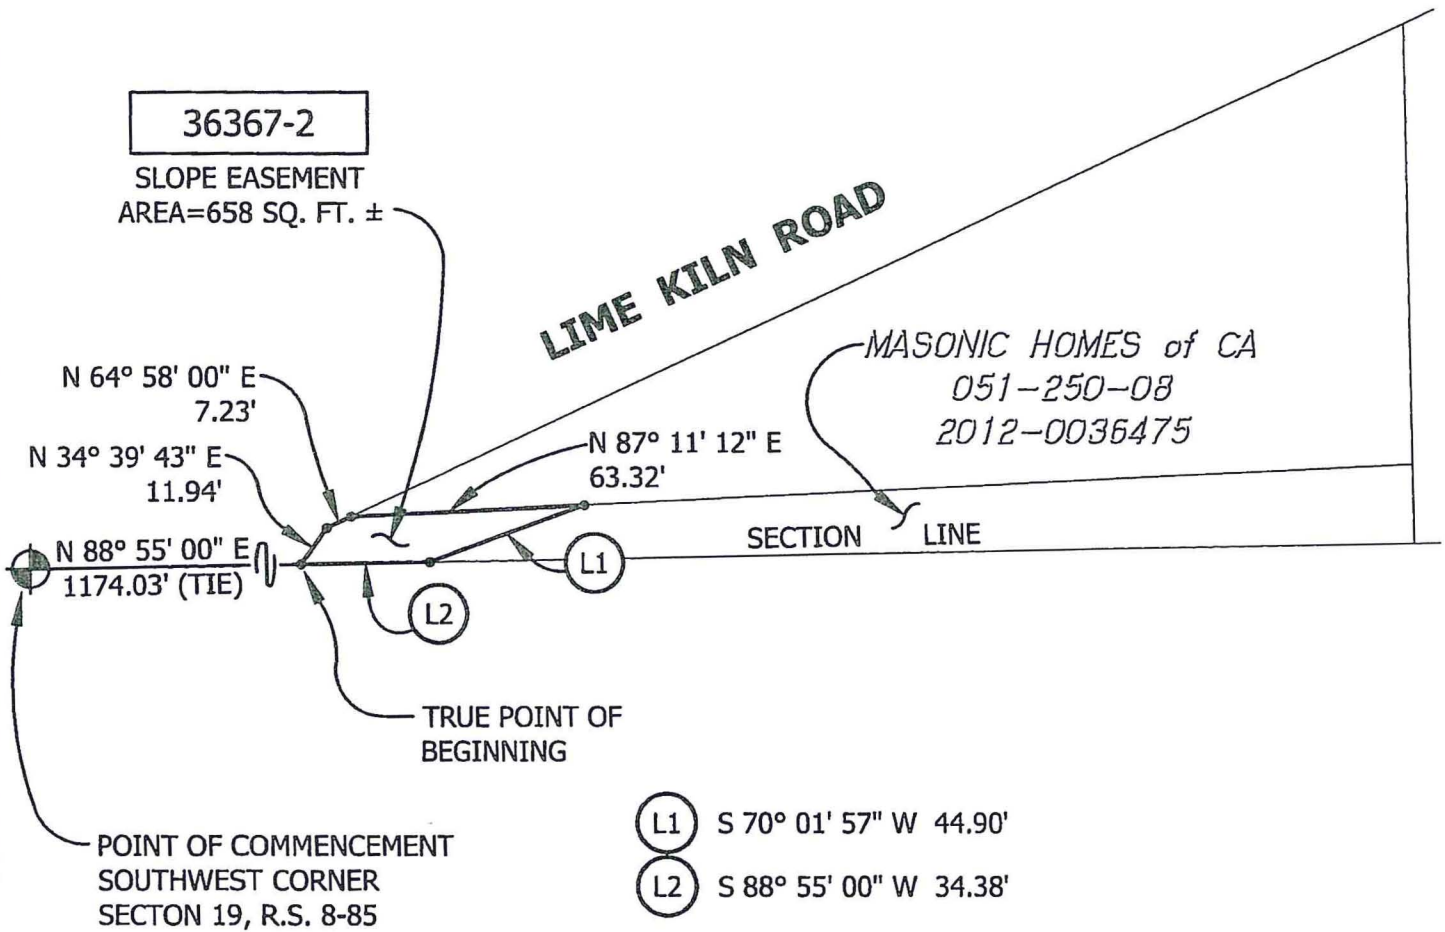 36367-2
SLOPE EASEMENT
AREA=658 SQ. FT. ±
LIME KILN ROAD
MASONIC HOMES of CA
051-250-08
2012-0036475
N 64° 58' 00" E
7.23'
N 34° 39' 43" E
11.94'
N 87° 11' 12" E
63.32'
N 88° 55' 00" E
1174.03' (TIE)
SECTION LINE
L1
L2
TRUE POINT OF
BEGINNING
POINT OF COMMENCEMENT
SOUTHWEST CORNER
SECTON 19, R.S. 8-85
L1 S 70° 01' 57" W 44.90'
L2 S 88° 55' 00" W 34.38'